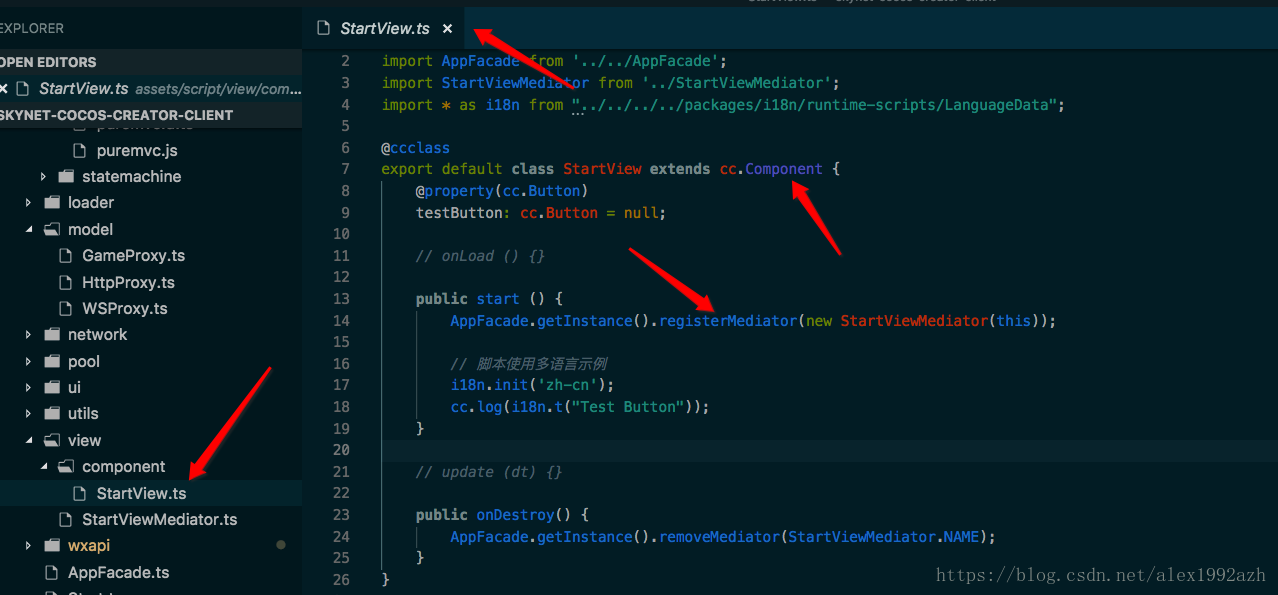 EXPLORER
OPEN EDITORS
StartView.ts assets/script/view/com...
SKYNET-COCOS-CREATOR-CLIENT
puremvc.js
statemachine
loader
model
GameProxy.ts
HttpProxy.ts
WSProxy.ts
network
pool
ui
utils
view
component
StartView.ts
StartViewMediator.ts
wxapi
AppFacade.ts
StartView.ts ×
2 import AppFacade from '../../AppFacade';
3 import StartViewMediator from '../StartViewMediator';
4 import * as i18n from "../../../../packages/i18n/runtime-scripts/LanguageData";
5
6 @ccclass
7 export default class StartView extends cc.Component {
8 @property(cc.Button)
9 testButton: cc.Button = null;
10
11 // onLoad () {}
12
13 public start () {
14 AppFacade.getInstance().registerMediator(new StartViewMediator(this));
15
16 // 脚本使用多语言示例
17 i18n.init('zh-cn');
18 cc.log(i18n.t("Test Button"));
19 }
20
21 // update (dt) {}
22
23 public onDestroy() {
24 AppFacade.getInstance().removeMediator(StartViewMediator.NAME);
25 }
26 }
https://blog.csdn.net/alex1992azh